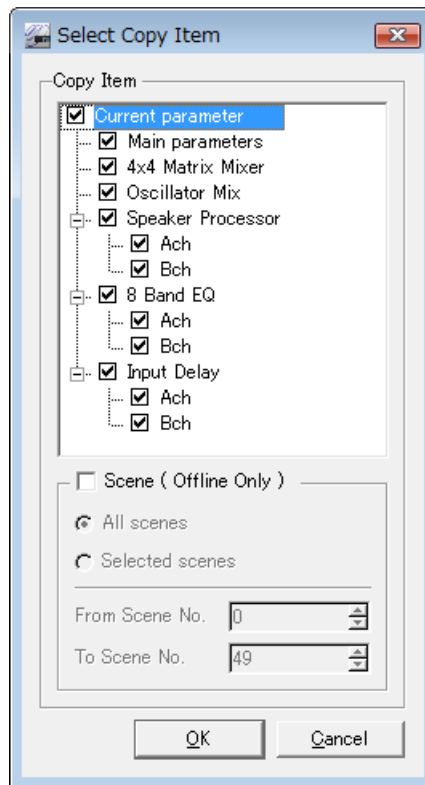 Select Copy Item
Copy Item
Current parameter
Main parameters
4x4 Matrix Mixer
Oscillator Mix
Speaker Processor
Ach
Bch
8 Band EQ
Ach
Bch
Input Delay
Ach
Bch
Scene ( Offline Only )
All scenes
Selected scenes
From Scene No. 0
To Scene No. 49
OK Cancel